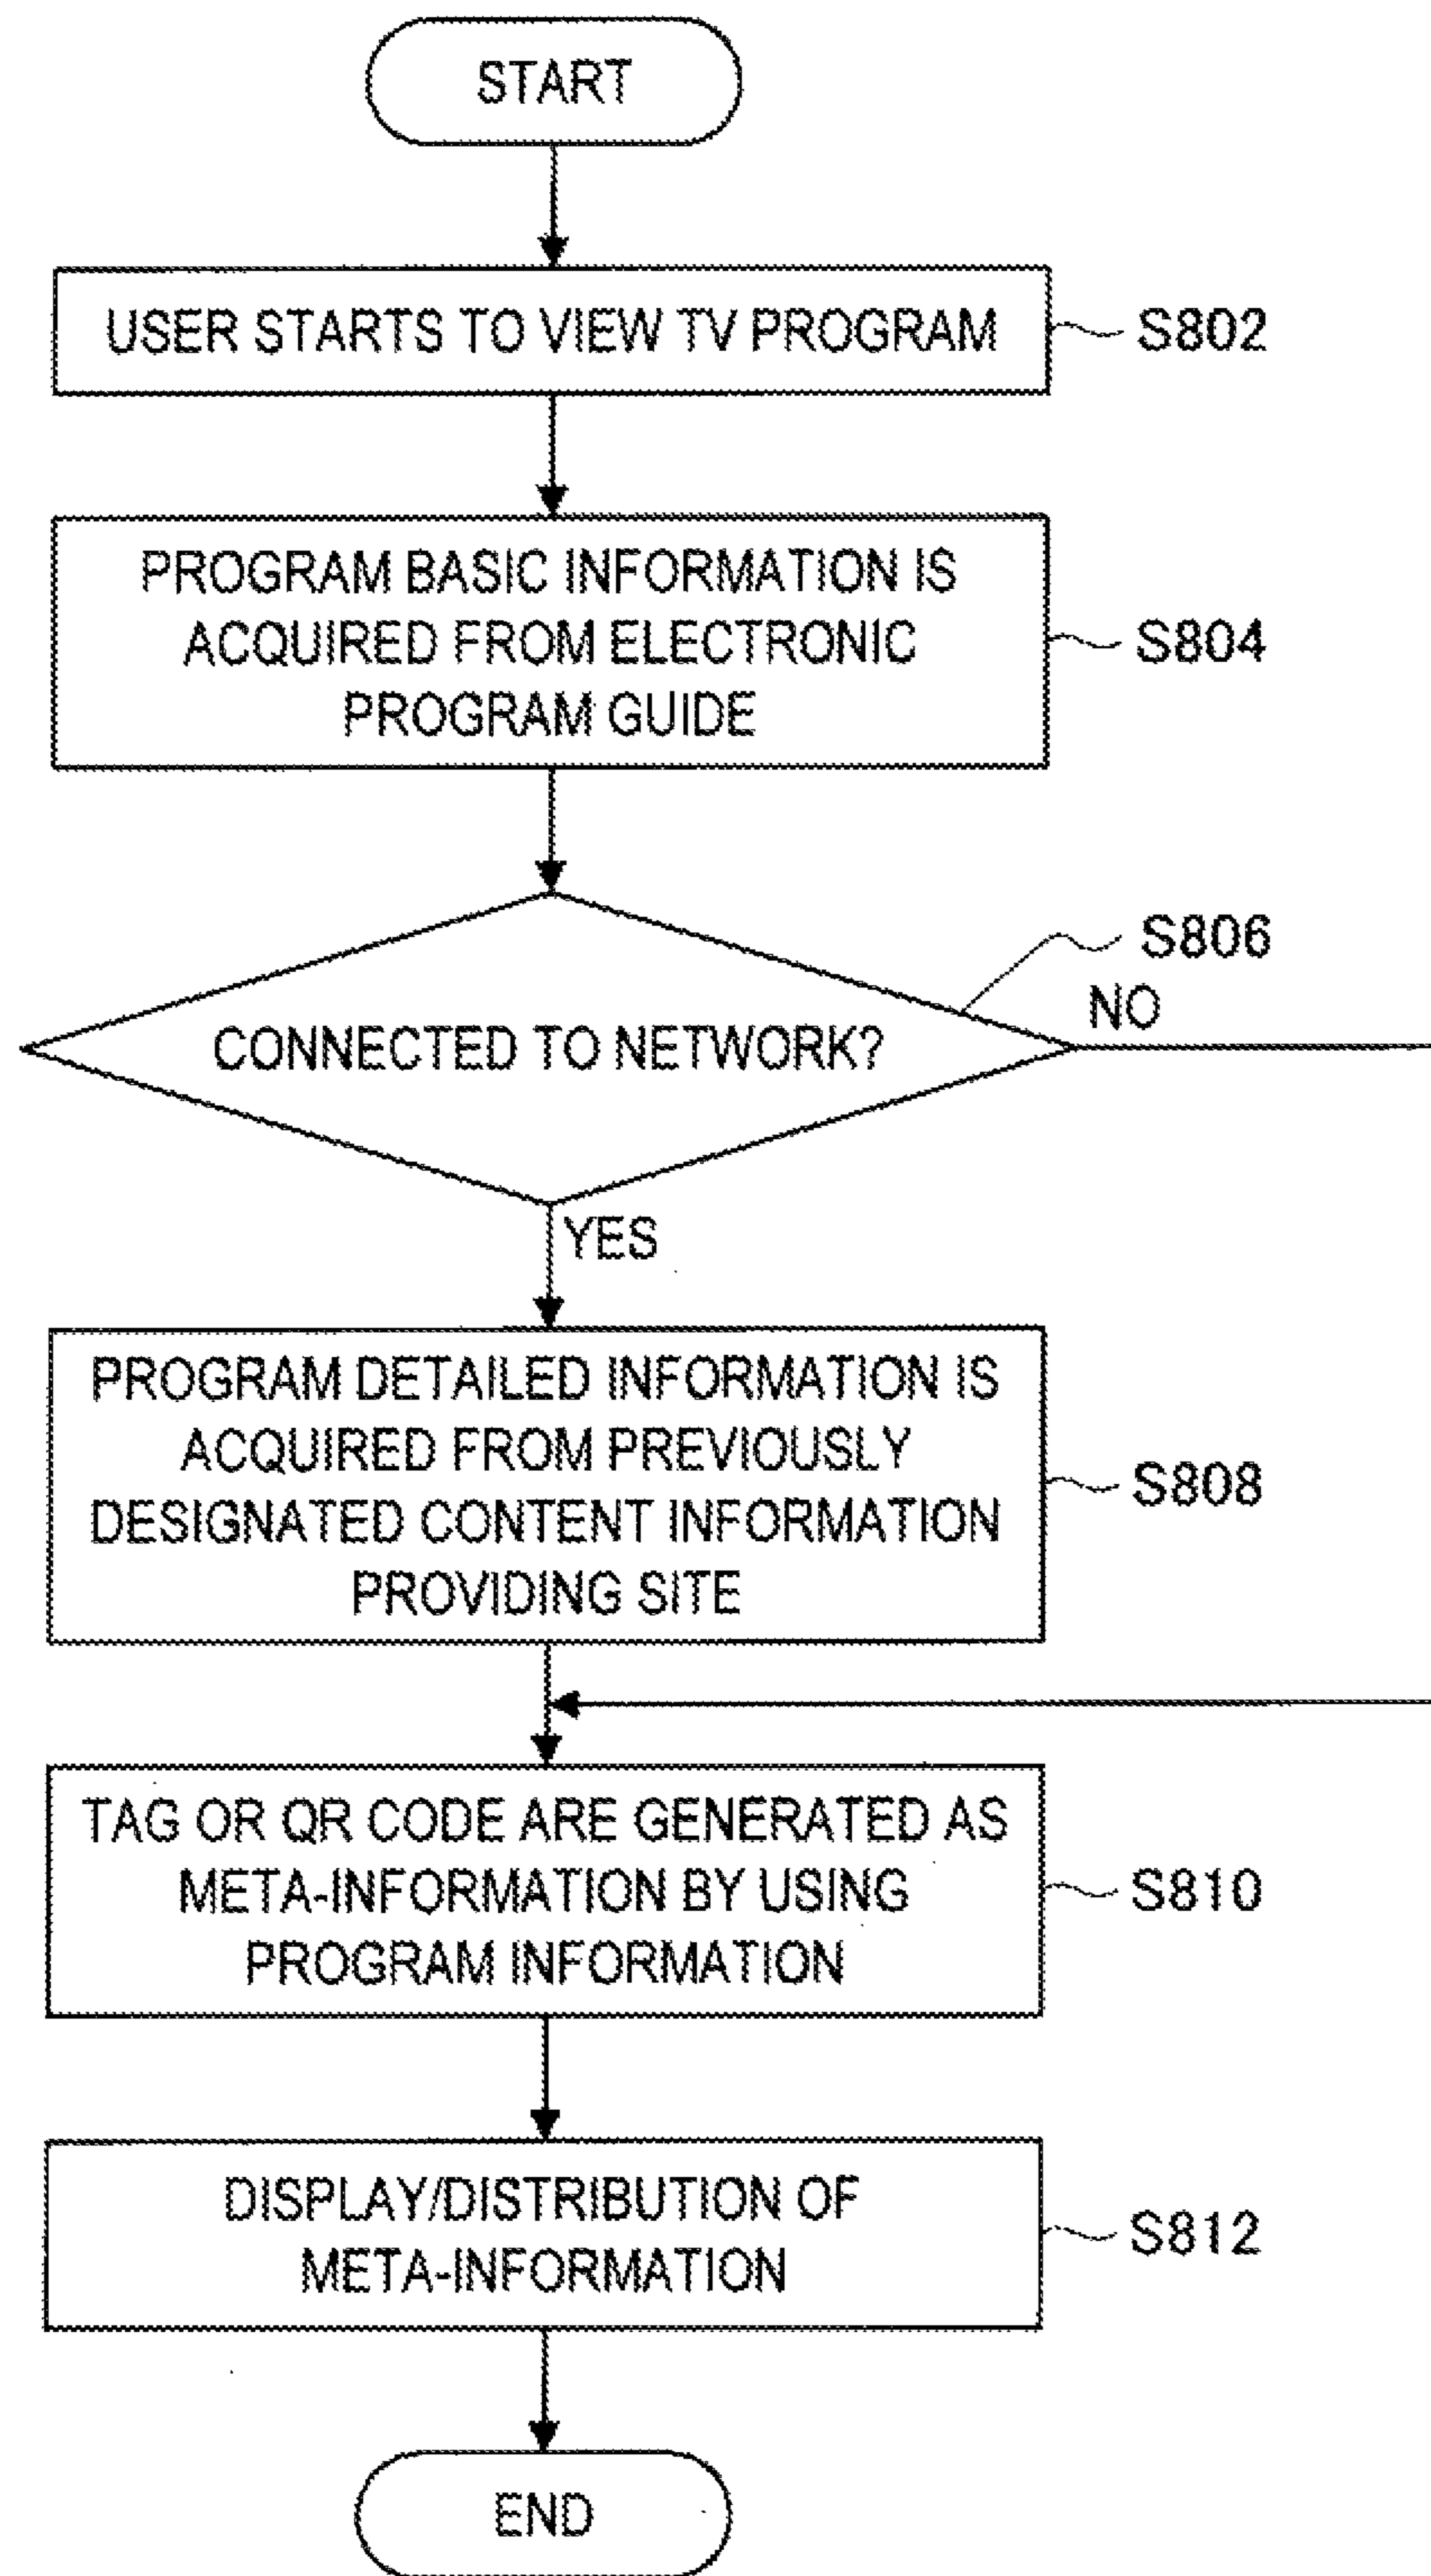 START
USER STARTS TO VIEW TV PROGRAM
S802
PROGRAM BASIC INFORMATION IS
ACQUIRED FROM ELECTRONIC
PROGRAM GUIDE
S804
S806
NO
CONNECTED TO NETWORK?
YES
PROGRAM DETAILED INFORMATION IS
ACQUIRED FROM PREVIOUSLY
DESIGNATED CONTENT INFORMATION
PROVIDING SITE
S808
TAG OR QR CODE ARE GENERATED AS
META-INFORMATION BY USING
PROGRAM INFORMATION
S810
DISPLAY/DISTRIBUTION OF
META-INFORMATION
S812
END